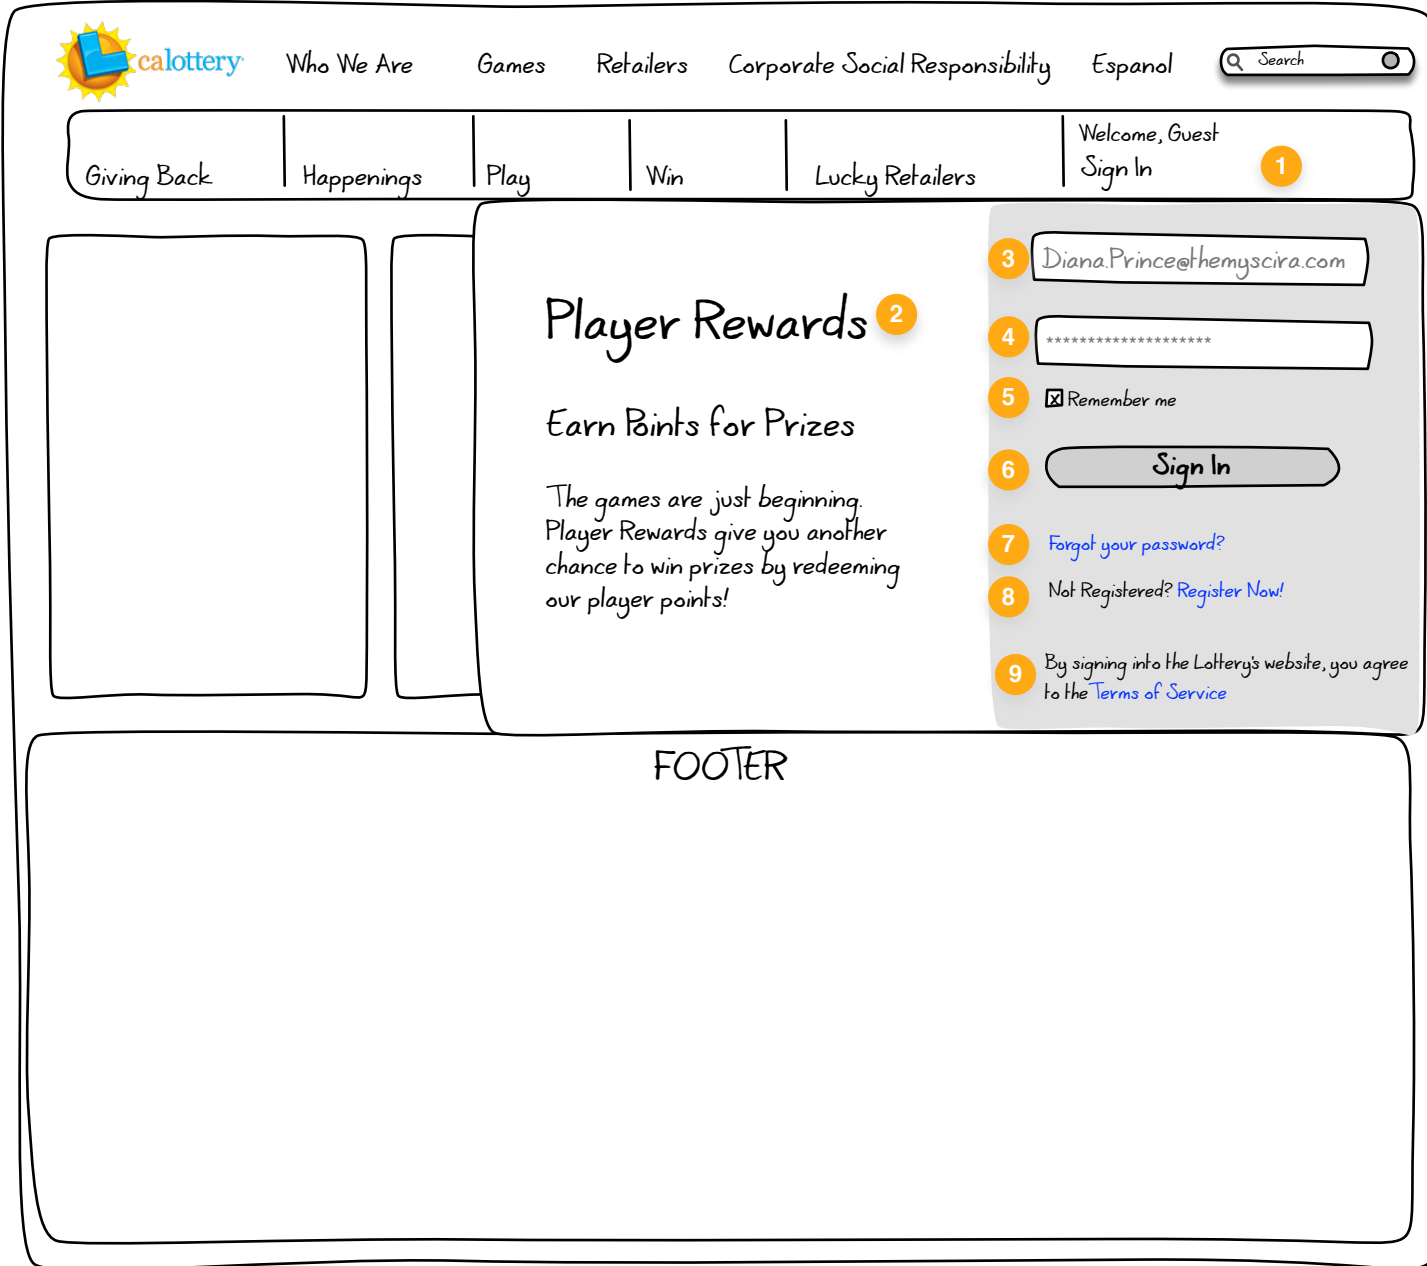 calottery
Who We Are
Games
Retailers
Corporate Social Responsibility
Espanol
Search
Giving Back
Happenings
Play
Win
Lucky Retailers
Welcome, Guest
Sign In
1
Player Rewards
2
Earn Points for Prizes
The games are just beginning.
Player Rewards give you another
chance to win prizes by redeeming
our player points!
3
Diana.Prince@themyscira.com
4
********************
5
x Remember me
6
Sign In
7
Forgot your password?
8
Not Registered? Register Now!
9
By signing into the Lottery's website, you agree
to the Terms of Service
FOOTER